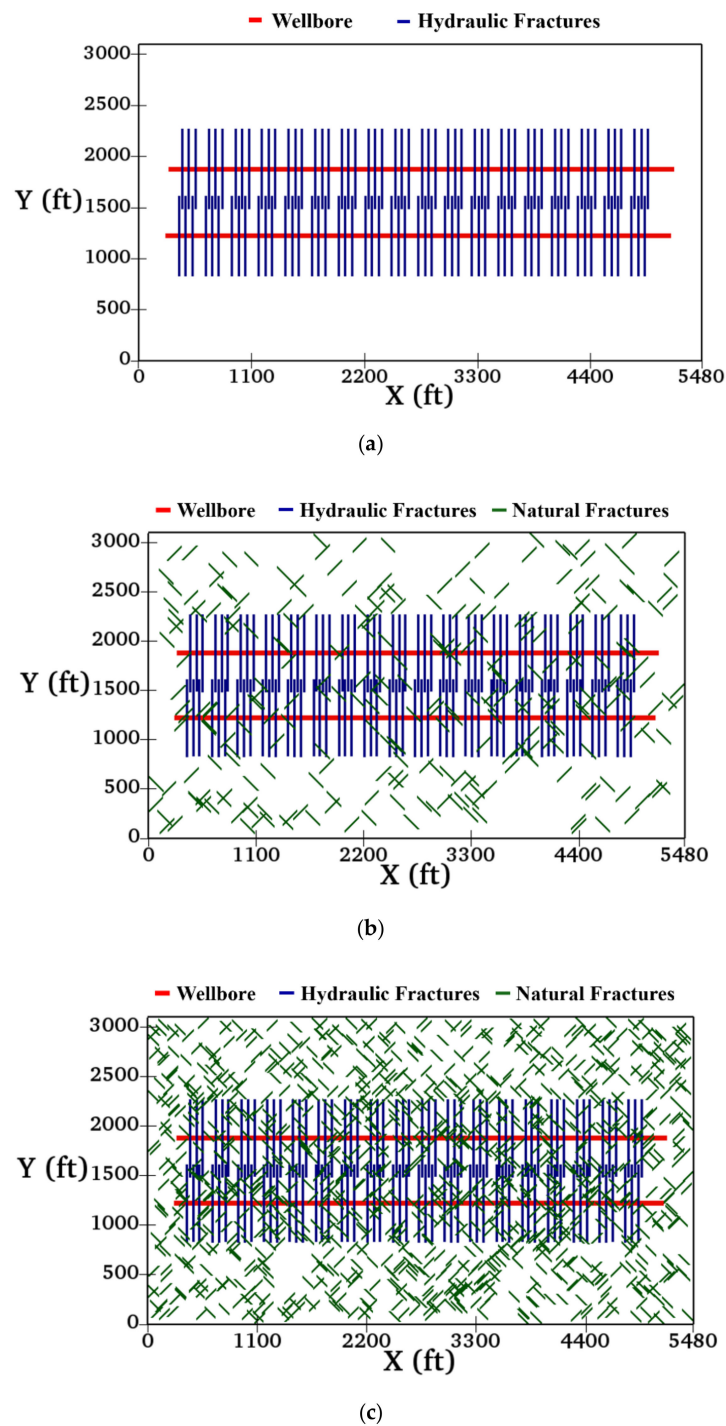 Wellbore Hydraulic Fractures
3000
2500
2000
Y (ft) 1500
1000
500
0
0 1100 2200 3300 4400 5480
X (ft)
(a)
Wellbore Hydraulic Fractures Natural Fractures
3000
2500
2000
Y (ft) 1500
1000
500
0
0 1100 2200 3300 4400 5480
X (ft)
(b)
Wellbore Hydraulic Fractures Natural Fractures
3000
2500
2000
Y (ft) 1500
1000
500
0
0 1100 2200 3300 4400 5480
X (ft)
(c)